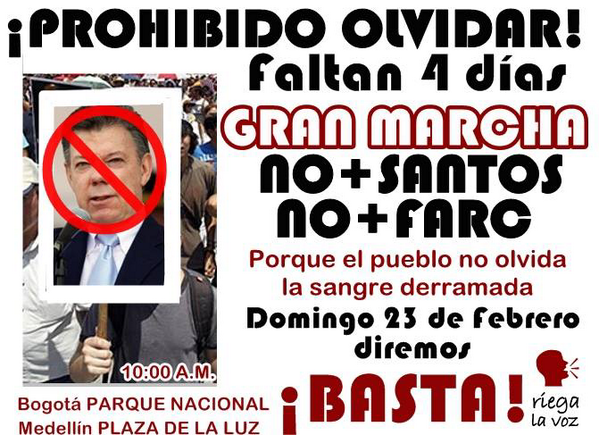 ¡PROHIBIDO OLVIDAR!
Faltan 4 días
GRAN MARCHA
NO+SANTOS
NO+FARC
Porque el pueblo no olvida
la sangre derramada
Domingo 23 de Febrero
diremos
¡BASTA!
riega
la voz
10:00 A.M.
Bogotá PARQUE NACIONAL
Medellín PLAZA DE LA LUZ